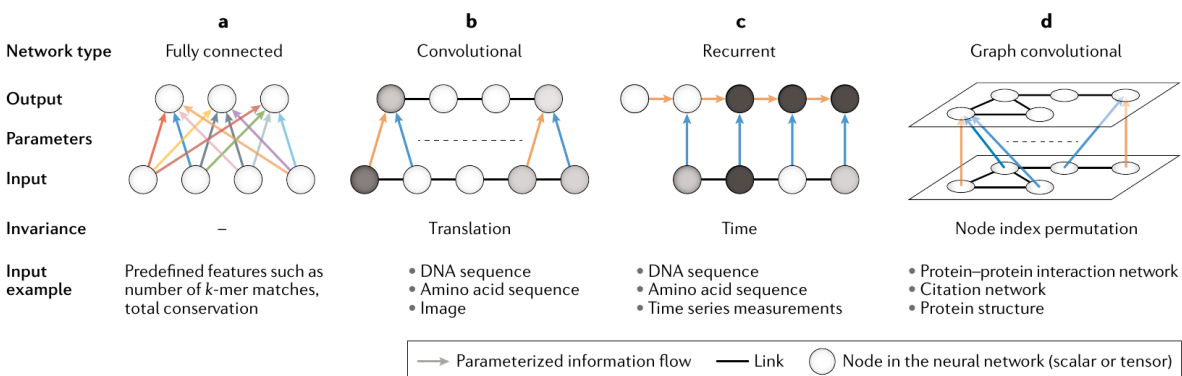 a b c d
Network type Fully connected Convolutional Recurrent Graph convolutional
Output
Parameters
Input
Invariance – Translation Time Node index permutation
Input example
Predefined features such as
number of k-mer matches,
total conservation
• DNA sequence
• Amino acid sequence
• Image
• DNA sequence
• Amino acid sequence
• Time series measurements
• Protein–protein interaction network
• Citation network
• Protein structure
Parameterized information flow Link Node in the neural network (scalar or tensor)